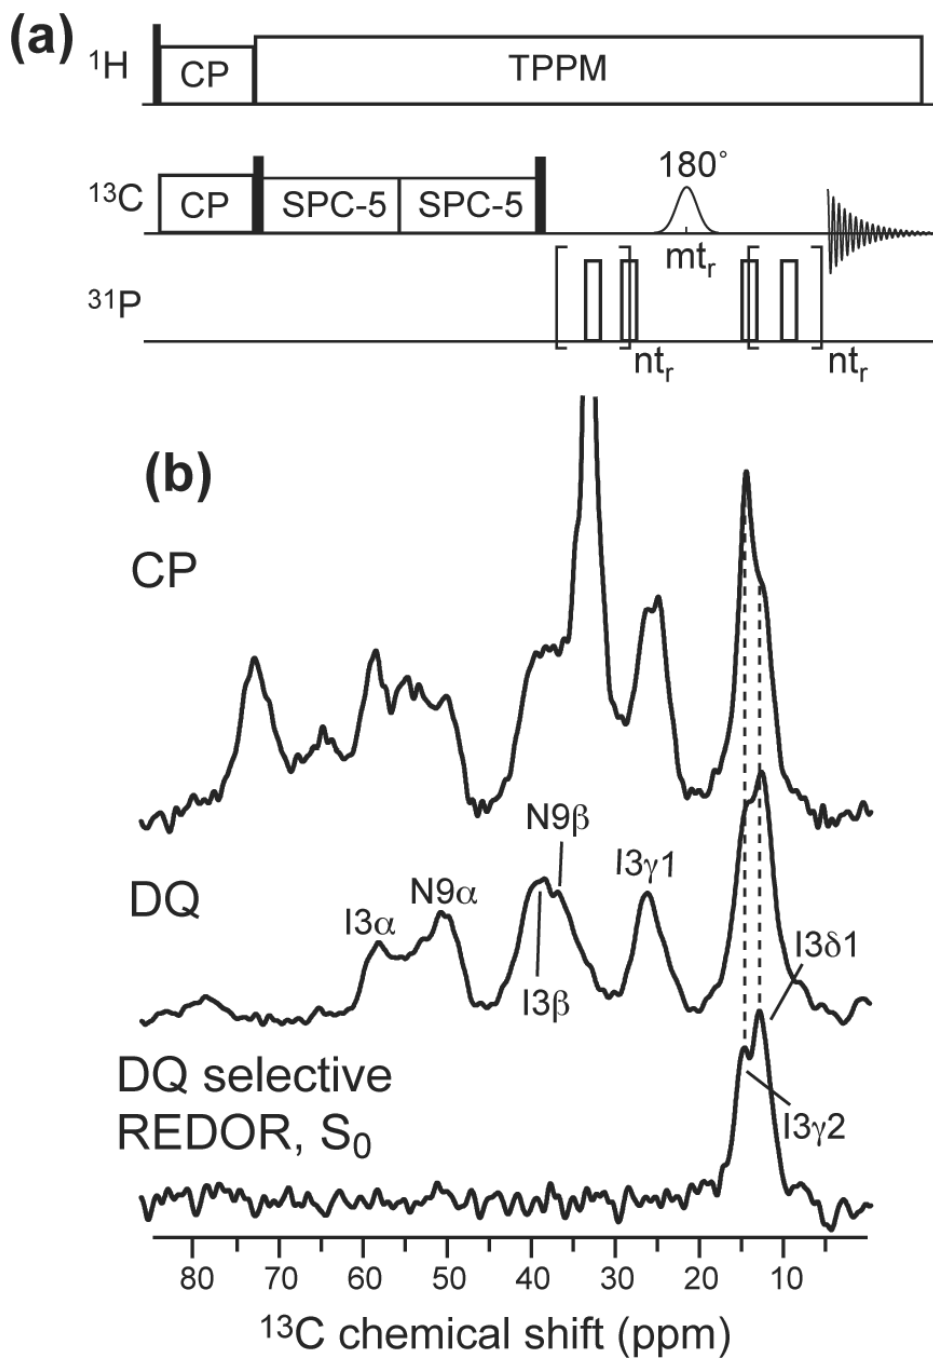 (a)
¹H CP TPPM
180°
¹³C CP SPC-5 SPC-5
mtᵣ
³¹P
ntᵣ ntᵣ
(b)
CP
N9β
DQ N9α I3γ1
I3α
I3δ1
I3β
DQ selective
REDOR, S₀ I3γ2
80 70 60 50 40 30 20 10
¹³C chemical shift (ppm)